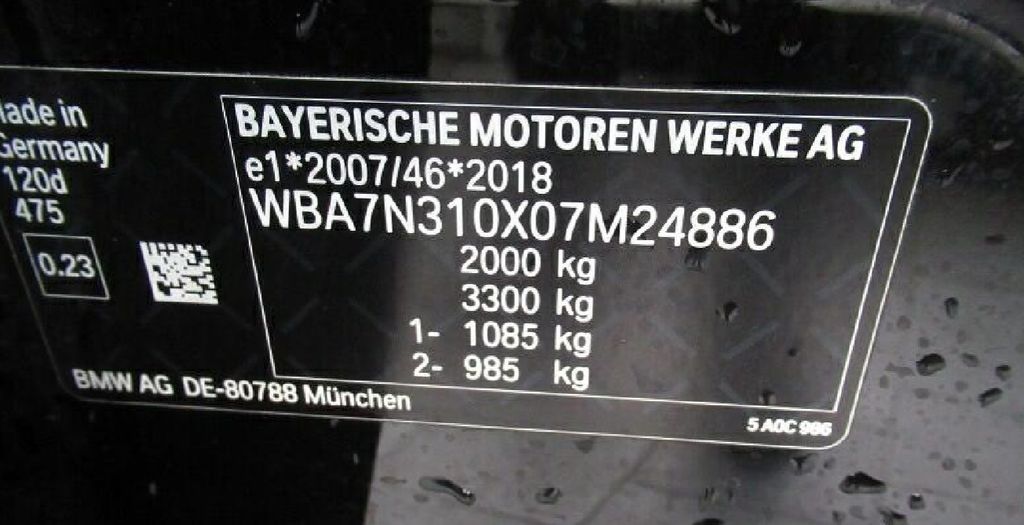 ade in
Germany
120d
475
0.23
BAYERISCHE MOTOREN WERKE AG
e1*2007/46*2018
WBA7N310X07M24886
2000 kg
3300 kg
1- 1085 kg
2- 985 kg
BMW AG DE-80788 München
5 A0C 986